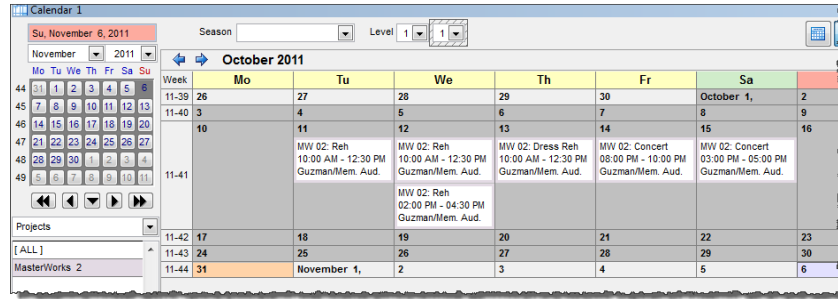 Calendar 1
Su, November 6, 2011
Season
Level 1 1
November 2011
October 2011
Mo Tu We Th Fr Sa Su
44 31 1 2 3 4 5 6
45 7 8 9 10 11 12 13
46 14 15 16 17 18 19 20
47 21 22 23 24 25 26 27
48 28 29 30 1 2 3 4
49 5 6 7 8 9 10 11
Projects
[ ALL ]
MasterWorks 2
Week Mo Tu We Th Fr Sa
11-39 26 27 28 29 30 October 1, 2
11-40 3 4 5 6 7 8 9
11-41 10 11 12 13 14 15 16
MW 02: Reh
10:00 AM - 12:30 PM
Guzman/Mem. Aud.
MW 02: Reh
10:00 AM - 12:30 PM
Guzman/Mem. Aud.
MW 02: Reh
02:00 PM - 04:30 PM
Guzman/Mem. Aud.
MW 02: Dress Reh
10:00 AM - 12:30 PM
Guzman/Mem. Aud.
MW 02: Concert
08:00 PM - 10:00 PM
Guzman/Mem. Aud.
MW 02: Concert
03:00 PM - 05:00 PM
Guzman/Mem. Aud.
11-42 17 18 19 20 21 22 23
11-43 24 25 26 27 28 29 30
11-44 31 November 1, 2 3 4 5 6